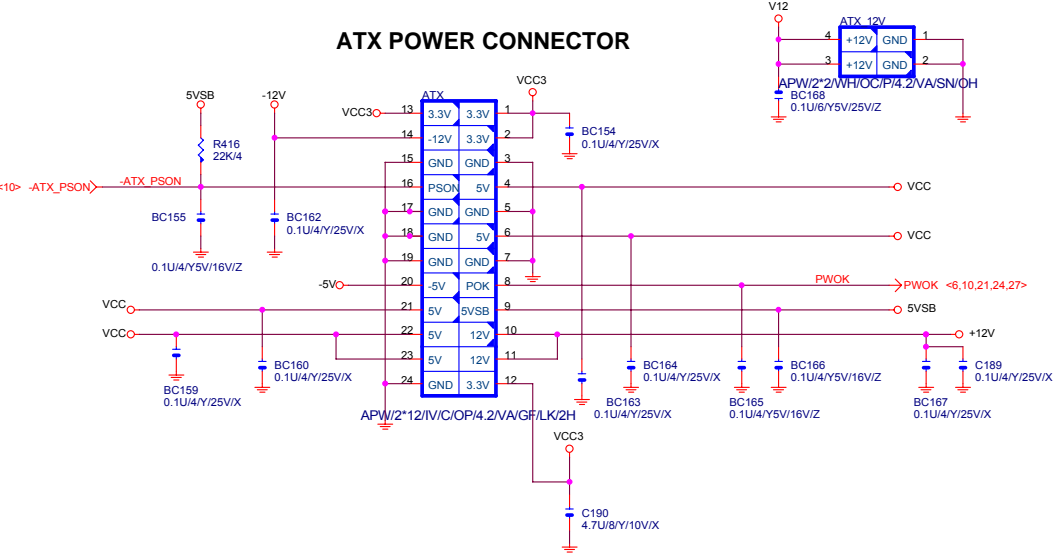 ATX POWER CONNECTOR
V12
ATX_12V
4 +12V GND 1
3 +12V GND 2
APW/2*2/WH/OC/P/4.2/VA/SN/OH
BC168
0.1U/6/Y5V/25V/Z
5VSB
-12V
VCC3
ATX
VCC3
13 3.3V 3.3V 1
14 -12V 3.3V 2
15 GND GND 3
16 PSON 5V 4
17 GND GND 5
18 GND 5V 6
19 GND GND 7
20 -5V POK 8
21 5V 5VSB 9
22 5V 12V 10
23 5V 12V 11
24 GND 3.3V 12
APW/2*12/IV/C/OP/4.2/VA/GF/LK/2H
R416
22K/4
BC154
0.1U/4/Y/25V/X
<10> -ATX_PSON
-ATX_PSON
VCC
BC155
0.1U/4/Y5V/16V/Z
BC162
0.1U/4/Y/25V/X
VCC
-5V
PWOK
PWOK <6,10,21,24,27>
VCC
5VSB
VCC
+12V
BC159
0.1U/4/Y/25V/X
BC160
0.1U/4/Y/25V/X
BC163
0.1U/4/Y/25V/X
BC164
0.1U/4/Y/25V/X
BC165
0.1U/4/Y5V/16V/Z
BC166
0.1U/4/Y5V/16V/Z
BC167
0.1U/4/Y/25V/X
C189
0.1U/4/Y/25V/X
VCC3
C190
4.7U/8/Y/10V/X